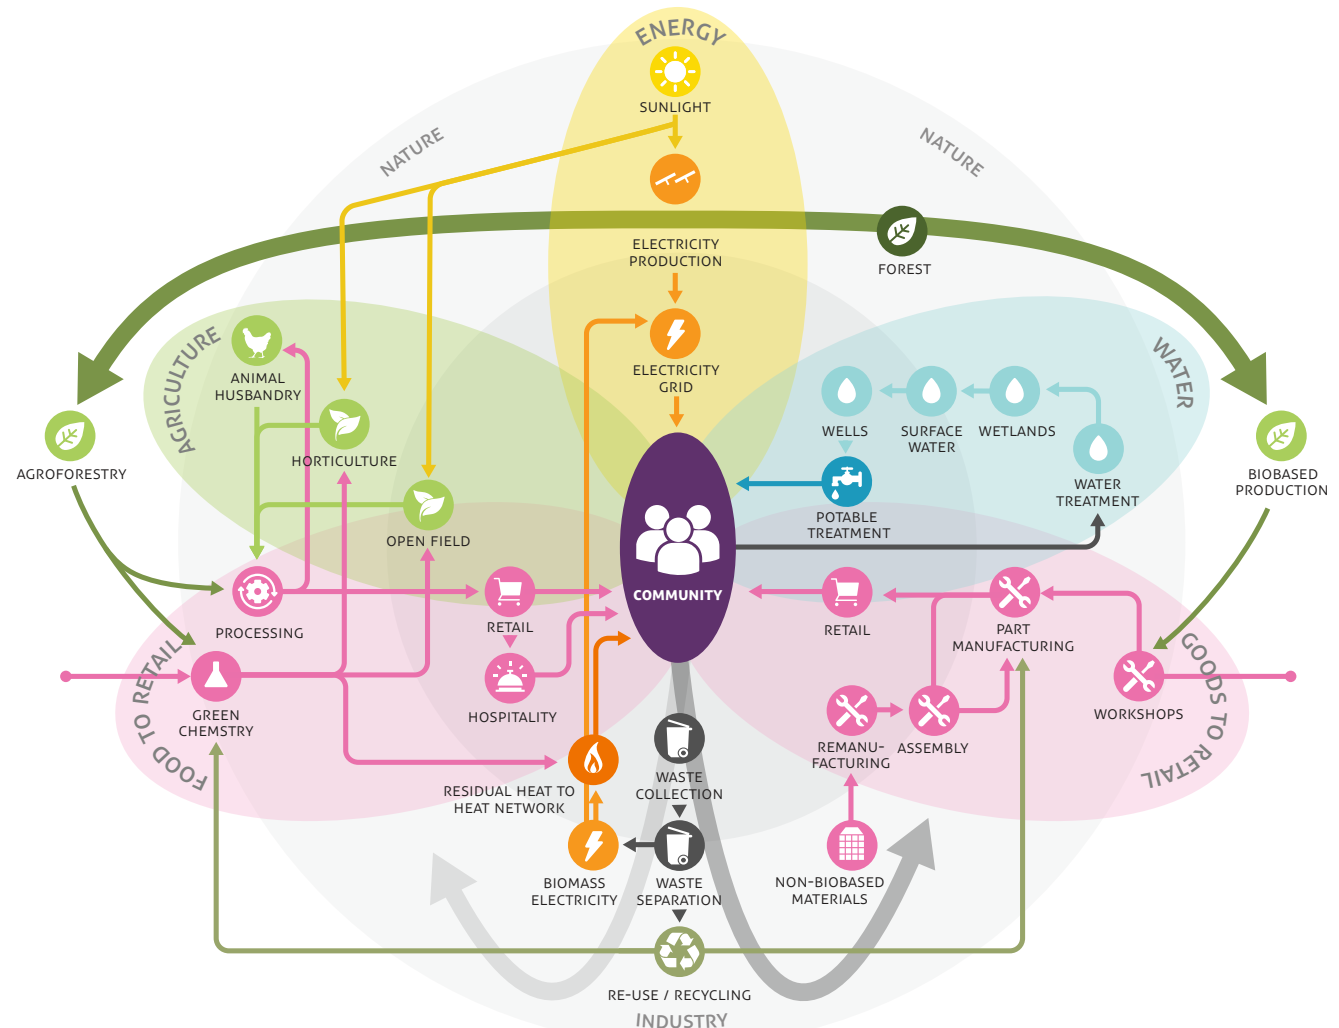 ENERGY
SUNLIGHT
NATURE
NATURE
ELECTRICITY
PRODUCTION
FOREST
AGRICULTURE
WATER
ANIMAL
HUSBANDRY
ELECTRICITY
GRID
WELLS
SURFACE
WATER
WETLANDS
AGROFORESTRY
HORTICULTURE
WATER
TREATMENT
BIOBASED
PRODUCTION
OPEN FIELD
POTABLE
TREATMENT
COMMUNITY
PROCESSING
RETAIL
RETAIL
PART
MANUFACTURING
FOOD TO RETAIL
GOODS TO RETAIL
GREEN
CHEMSTRY
HOSPITALITY
WORKSHOPS
REMANU-
FACTURING
ASSEMBLY
RESIDUAL HEAT TO
HEAT NETWORK
WASTE
COLLECTION
BIOMASS
ELECTRICITY
WASTE
SEPARATION
NON-BIOBASED
MATERIALS
RE-USE / RECYCLING
INDUSTRY